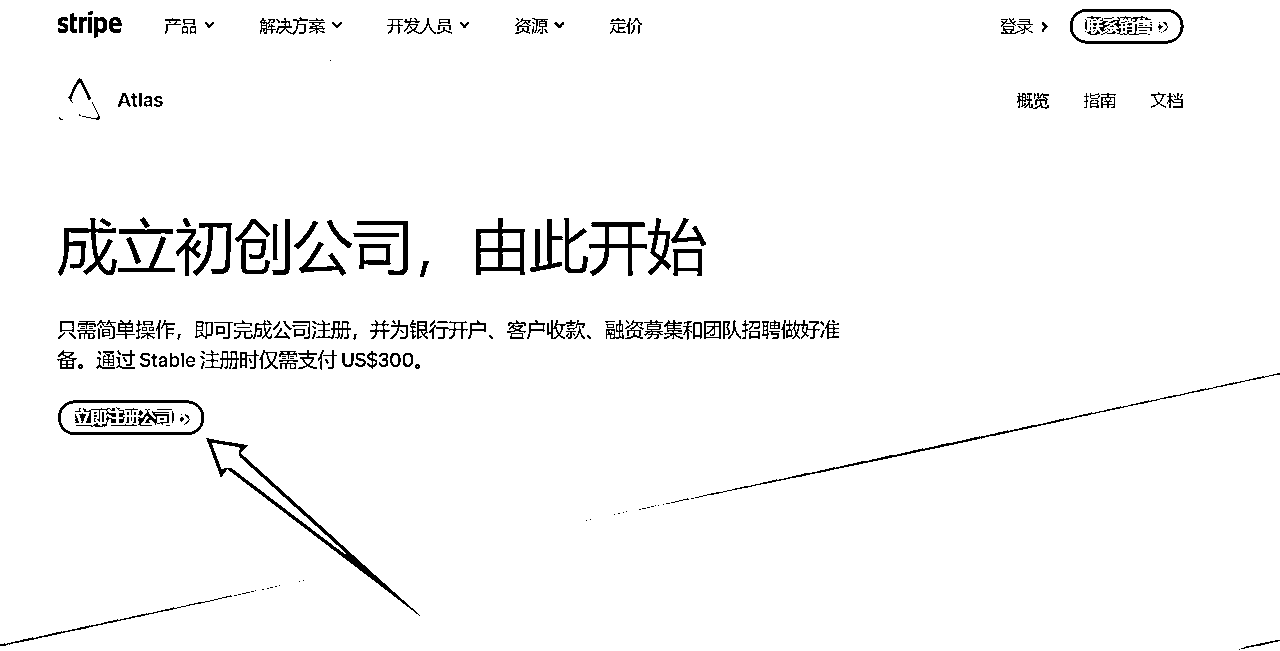 stripe 产品 解决方案 开发人员 资源 定价 登录 联系销售
Atlas 概览 指南 文档
成立初创公司，由此开始
只需简单操作，即可完成公司注册，并为银行开户、客户收款、融资募集和团队招聘做好准
备。通过 Stable 注册时仅需支付 US$300。
立即注册公司